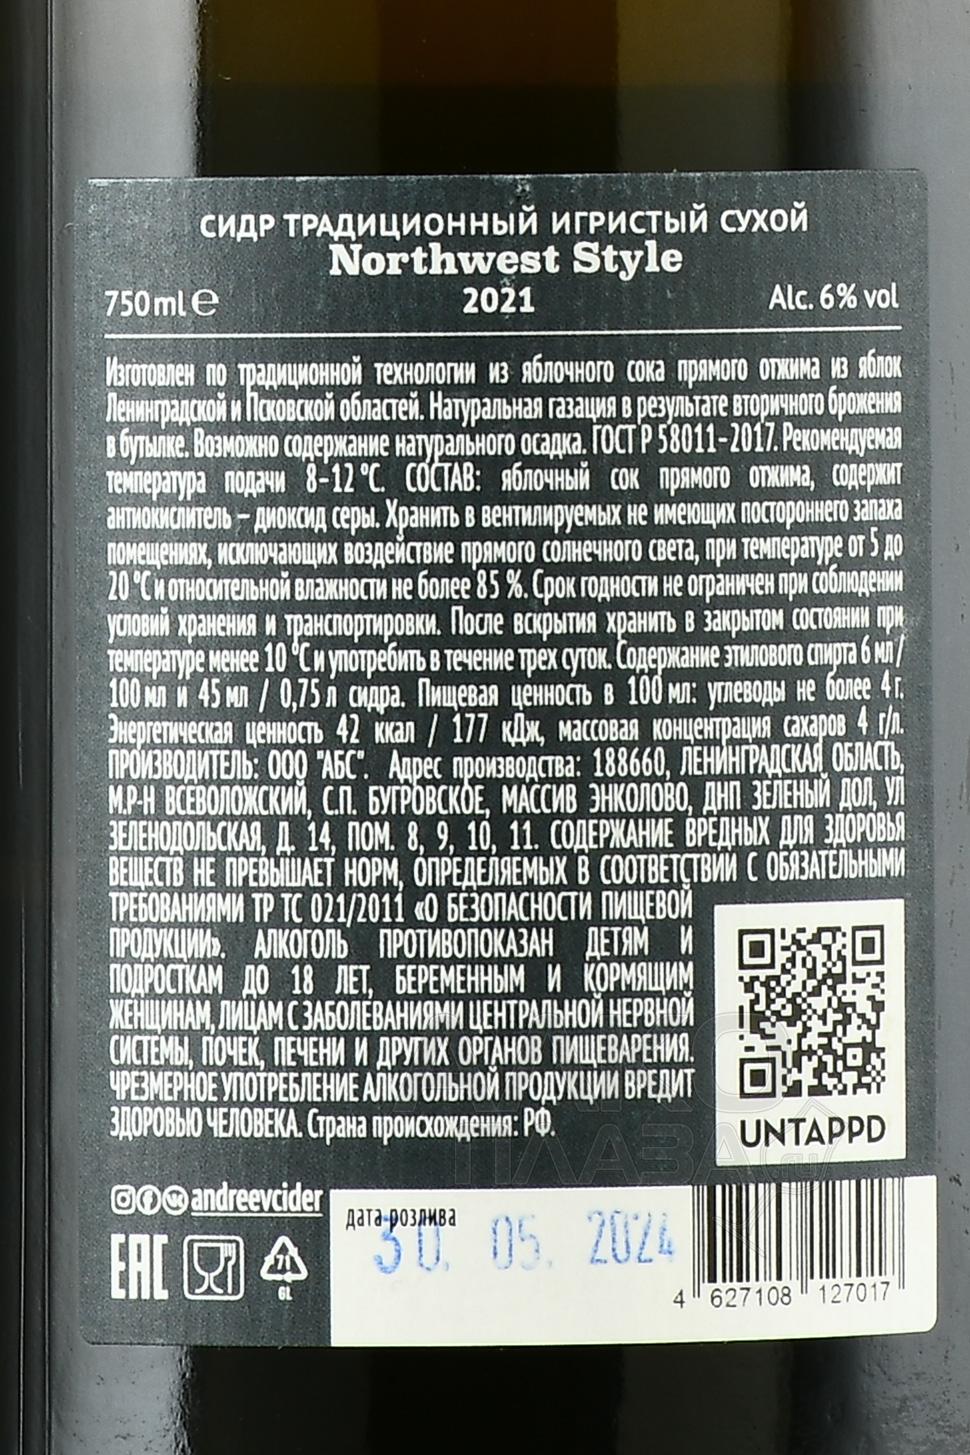 СИДР ТРАДИЦИОННЫЙ ИГРИСТЫЙ СУХОЙ
Northwest Style
750 ml ℮ 2021 Alc. 6% vol
Изготовлен по традиционной технологии из яблочного сока прямого отжима из яблок
Ленинградской и Псковской областей. Натуральная газация в результате вторичного брожения
в бутылке. Возможно содержание натурального осадка. ГОСТ Р 58011-2017. Рекомендуемая
температура подачи 8-12 °С. СОСТАВ: яблочный сок прямого отжима, содержит
антиокислитель – диоксид серы. Хранить в вентилируемых не имеющих постороннего запаха
помещениях, исключающих воздействие прямого солнечного света, при температуре от 5 до
20 °С и относительной влажности не более 85 %. Срок годности не ограничен при соблюдении
условий хранения и транспортировки. После вскрытия хранить в закрытом состоянии при
температуре менее 10 °С и употребить в течение трех суток. Содержание этилового спирта 6 мл /
100 мл и 45 мл / 0,75 л сидра. Пищевая ценность в 100 мл: углеводы не более 4 г.
Энергетическая ценность 42 ккал / 177 кДж, массовая концентрация сахаров 4 г/л.
ПРОИЗВОДИТЕЛЬ: ООО "АБС". Адрес производства: 188660, ЛЕНИНГРАДСКАЯ ОБЛАСТЬ,
М.Р-Н ВСЕВОЛОЖСКИЙ, С.П. БУГРОВСКОЕ, МАССИВ ЭНКОЛОВО, ДНП ЗЕЛЕНЫЙ ДОЛ, УЛ
ЗЕЛЕНОДОЛЬСКАЯ, Д. 14, ПОМ. 8, 9, 10, 11. СОДЕРЖАНИЕ ВРЕДНЫХ ДЛЯ ЗДОРОВЬЯ
ВЕЩЕСТВ НЕ ПРЕВЫШАЕТ НОРМ, ОПРЕДЕЛЯЕМЫХ В СООТВЕТСТВИИ С ОБЯЗАТЕЛЬНЫМИ
ТРЕБОВАНИЯМИ ТР ТС 021/2011 «О БЕЗОПАСНОСТИ ПИЩЕВОЙ
ПРОДУКЦИИ». АЛКОГОЛЬ ПРОТИВОПОКАЗАН ДЕТЯМ И
ПОДРОСТКАМ ДО 18 ЛЕТ, БЕРЕМЕННЫМ И КОРМЯЩИМ
ЖЕНЩИНАМ, ЛИЦАМ С ЗАБОЛЕВАНИЯМИ ЦЕНТРАЛЬНОЙ НЕРВНОЙ
СИСТЕМЫ, ПОЧЕК, ПЕЧЕНИ И ДРУГИХ ОРГАНОВ ПИЩЕВАРЕНИЯ.
ЧРЕЗМЕРНОЕ УПОТРЕБЛЕНИЕ АЛКОГОЛЬНОЙ ПРОДУКЦИИ ВРЕДИТ
ЗДОРОВЬЮ ЧЕЛОВЕКА. Страна происхождения: РФ.
UNTAPPD
andreevcider
дата розлива
30. 05. 2024
EAC
71
GL
4 627108 127017